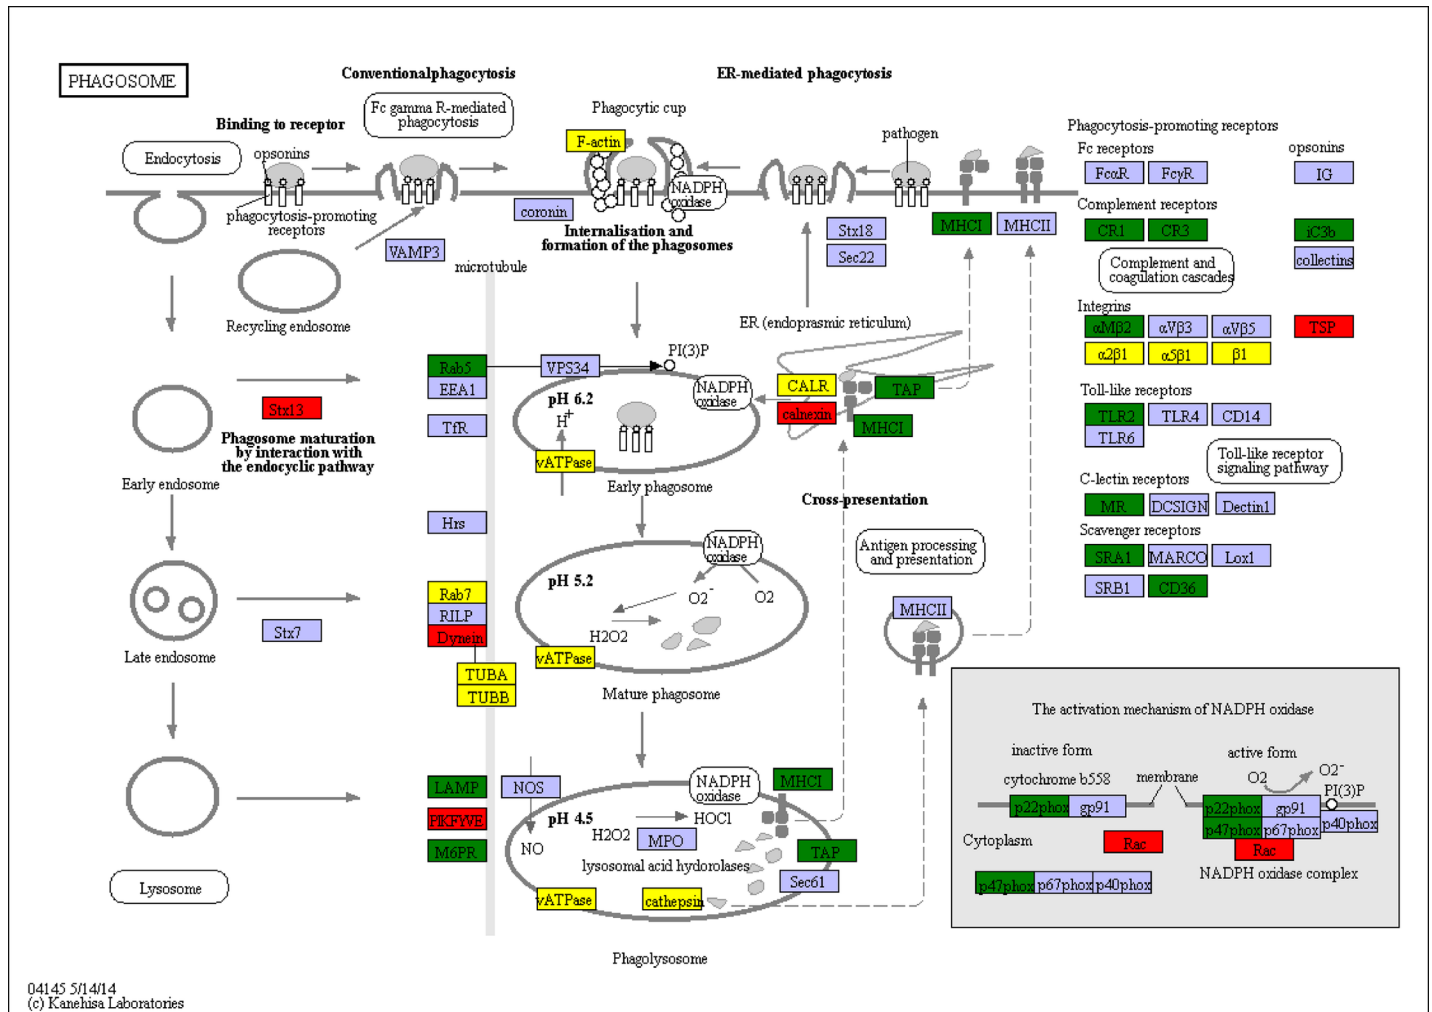 PHAGOSOME
Conventionalphagocytosis
ER-mediated phagocytosis
Fc gamma R-mediated
phagocytosis
Phagocytic cup
Binding to receptor
Endocytosis
opsonins
F-actin
pathogen
NADPH
oxidase
phagocytosis-promoting
receptors
coronin
Internalisation and
formation of the phagosomes
VAMP3
microtubule
Stx18
Sec22
MHCI
MHCII
Recycling endosome
ER (endoprasmic reticulum)
Phagocytosis-promoting receptors
Fc receptors
opsonins
FcαR
FcγR
IG
Complement receptors
CR1
CR3
iC3b
collectins
Complement and
coagulation cascades
Integrins
αMβ2
αVβ3
αVβ5
TSP
α2β1
α5β1
β1
Toll-like receptors
TLR2
TLR4
CD14
TLR6
Toll-like receptor
signaling pathway
C-lectin receptors
MR
DCSIGN
Dectin1
Scavenger receptors
SRA1
MARCO
Lox1
SRB1
CD36
Rab5
EEA1
VPS34
PI(3)P
NADPH
oxidase
CALR
calnexin
TAP
MHCI
Stx13
TfR
pH 6.2
H+
vATPase
Phagosome maturation
by interaction with
the endocyclic pathway
Early endosome
Early phagosome
Cross-presentation
Hrs
NADPH
oxidase
Antigen processing
and presentation
pH 5.2
O2-
O2
H2O2
vATPase
Rab7
RILP
Dynein
TUBA
TUBB
Stx7
MHCII
Late endosome
Mature phagosome
LAMP
PIKFYVE
M6PR
NOS
NADPH
oxidase
MHCI
pH 4.5
H2O2
HOCl
MPO
NO
lysosomal acid hydorolases
TAP
Sec61
vATPase
cathepsin
Lysosome
Phagolysosome
The activation mechanism of NADPH oxidase
inactive form
active form
cytochrome b558
membrane
O2
O2-
PI(3)P
p22phox
gp91
p22phox
gp91
p47phox
p67phox
p40phox
Cytoplasm
Rac
Rac
NADPH oxidase complex
p47phox
p67phox
p40phox
04145 5/14/14
(c) Kanehisa Laboratories